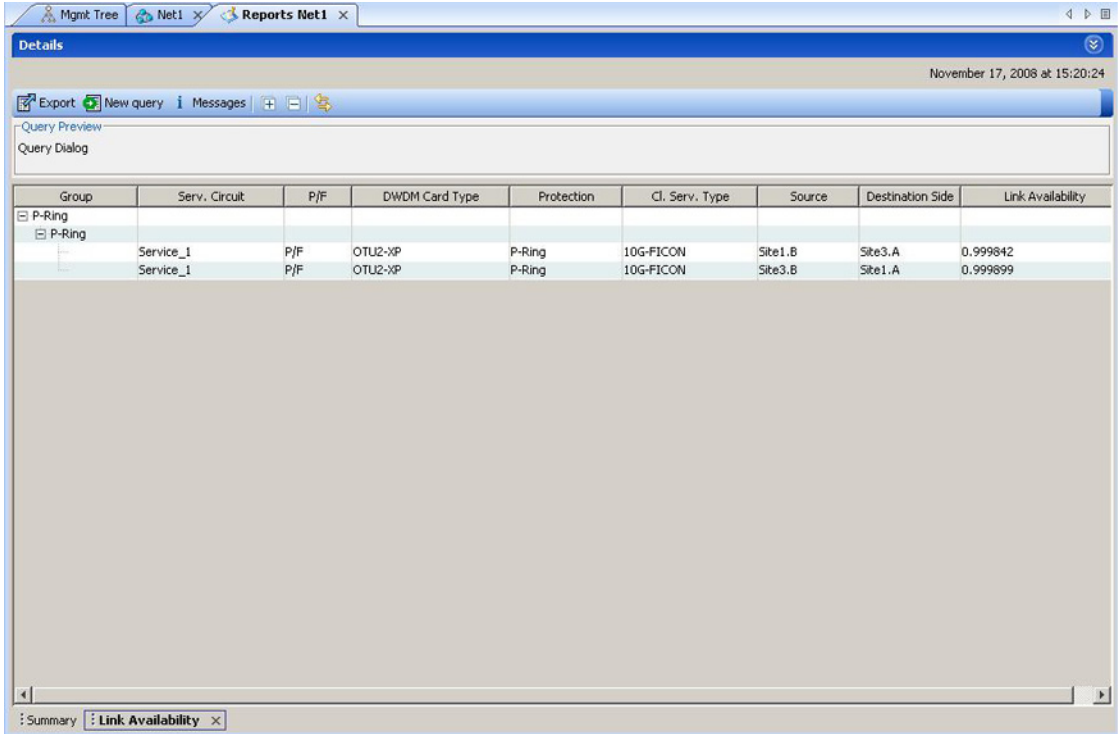 Mgmt Tree Net1 Reports Net1
Details
November 17, 2008 at 15:20:24
Export New query i Messages
Query Preview
Query Dialog
Group Serv. Circuit P/F DWDM Card Type Protection Cl. Serv. Type Source Destination Side Link Availability
P-Ring
P-Ring
Service_1 P/F OTU2-XP P-Ring 10G-FICON Site1.B Site3.A 0.999842
Service_1 P/F OTU2-XP P-Ring 10G-FICON Site3.B Site1.A 0.999899
Summary Link Availability